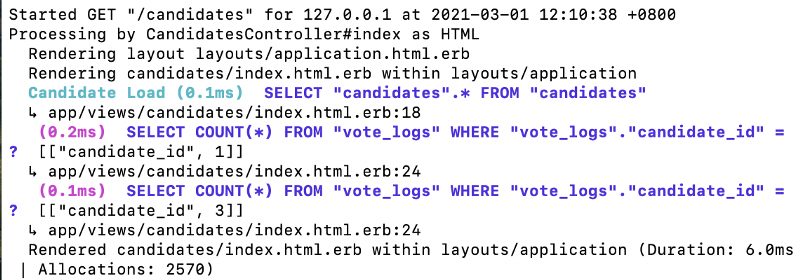 Started GET "/candidates" for 127.0.0.1 at 2021-03-01 12:10:38 +0800
Processing by CandidatesController#index as HTML
  Rendering layout layouts/application.html.erb
  Rendering candidates/index.html.erb within layouts/application
  Candidate Load (0.1ms)  SELECT "candidates".* FROM "candidates"
  ↳ app/views/candidates/index.html.erb:18
   (0.2ms)  SELECT COUNT(*) FROM "vote_logs" WHERE "vote_logs"."candidate_id" =
?  [["candidate_id", 1]]
  ↳ app/views/candidates/index.html.erb:24
   (0.1ms)  SELECT COUNT(*) FROM "vote_logs" WHERE "vote_logs"."candidate_id" =
?  [["candidate_id", 3]]
  ↳ app/views/candidates/index.html.erb:24
  Rendered candidates/index.html.erb within layouts/application (Duration: 6.0ms
 | Allocations: 2570)